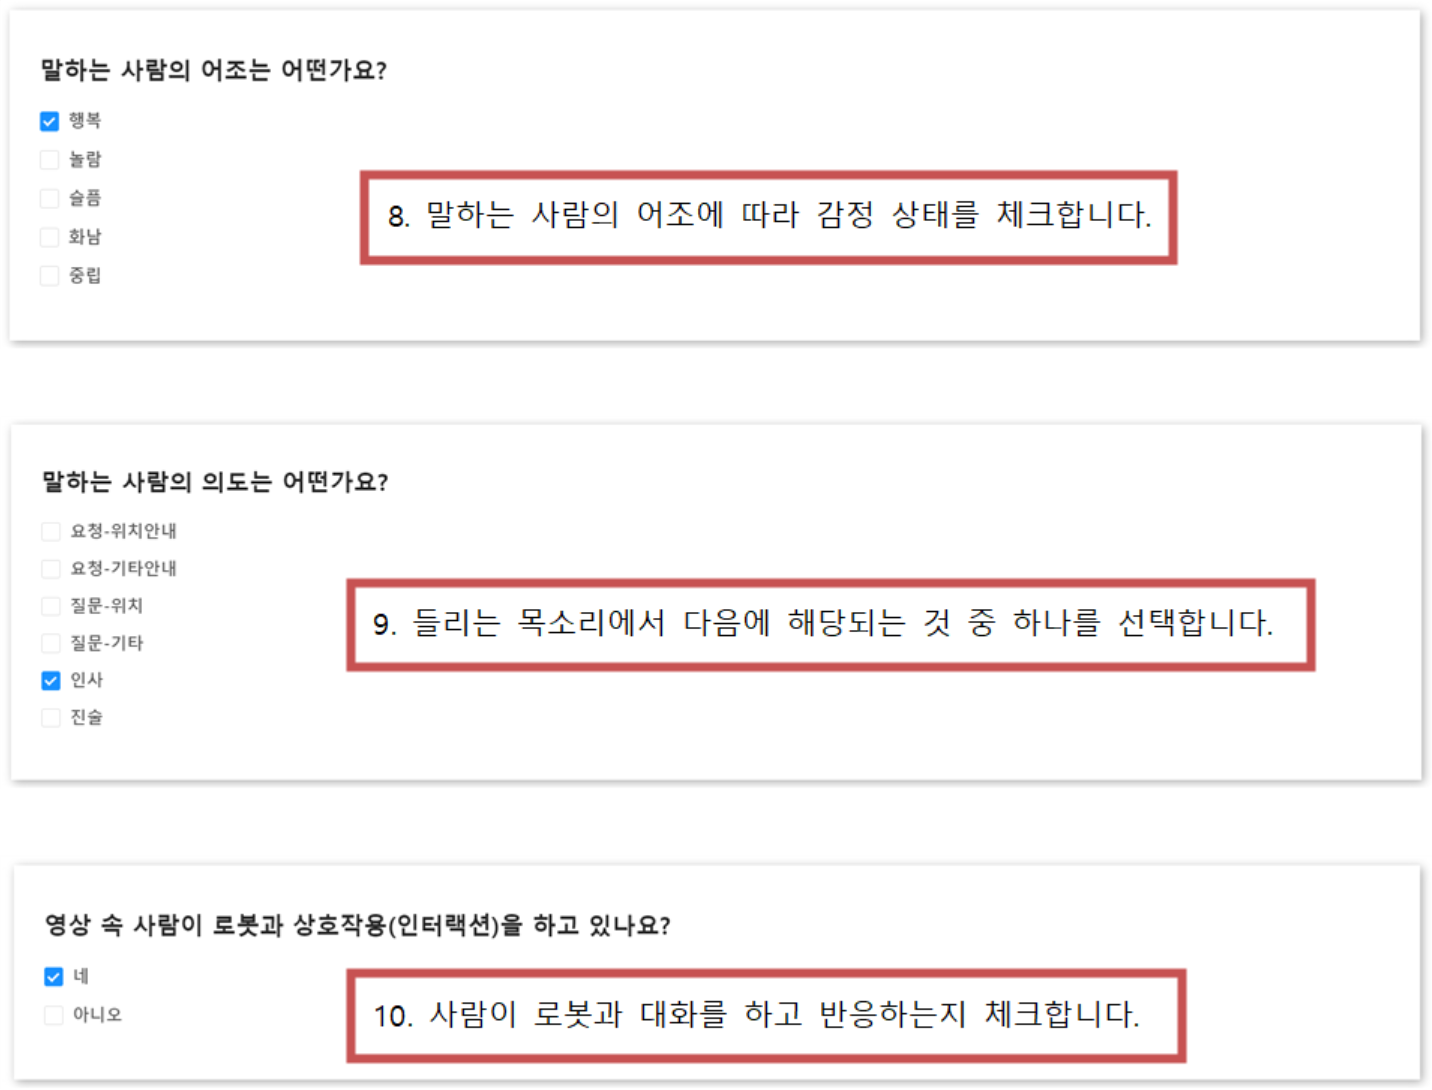 말하는 사람의 어조는 어떤가요?
행복
놀람
슬픔
화남
중립
8. 말하는 사람의 어조에 따라 감정 상태를 체크합니다.
말하는 사람의 의도는 어떤가요?
요청-위치안내
요청-기타안내
질문-위치
질문-기타
인사
진술
9. 들리는 목소리에서 다음에 해당되는 것 중 하나를 선택합니다.
영상 속 사람이 로봇과 상호작용(인터랙션)을 하고 있나요?
네
아니오
10. 사람이 로봇과 대화를 하고 반응하는지 체크합니다.